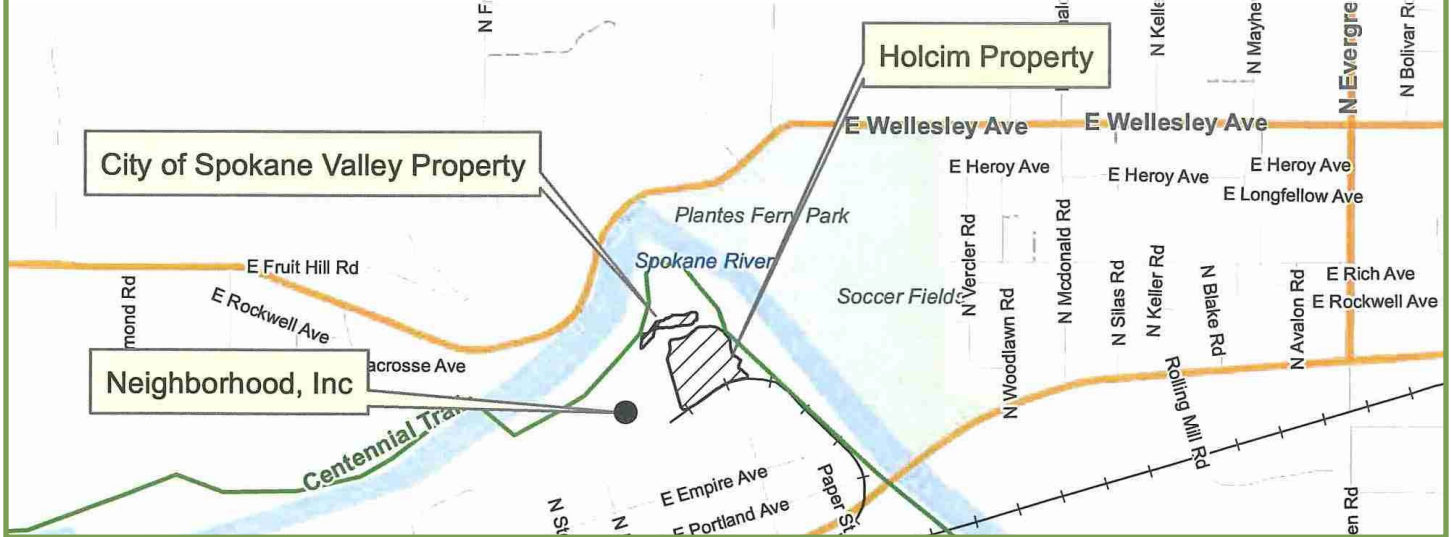 N F
N Kelle
N Mayhe
N Evergre
N Bolivar Rd
Holcim Property
E Wellesley Ave
E Wellesley Ave
City of Spokane Valley Property
E Heroy Ave
E Heroy Ave
E Heroy Ave
E Longfellow Ave
Plantes Ferry Park
Spokane River
E Fruit Hill Rd
Soccer Fields
N Vercler Rd
N Mcdonald Rd
N Silas Rd
N Keller Rd
N Blake Rd
N Avalon Rd
E Rich Ave
E Rockwell Ave
mond Rd
E Rockwell Ave
N Woodlawn Rd
acrosse Ave
Neighborhood, Inc
Rolling Mill Rd
Centennial Trail
E Empire Ave
Paper St
E Portland Ave
N St
en Rd